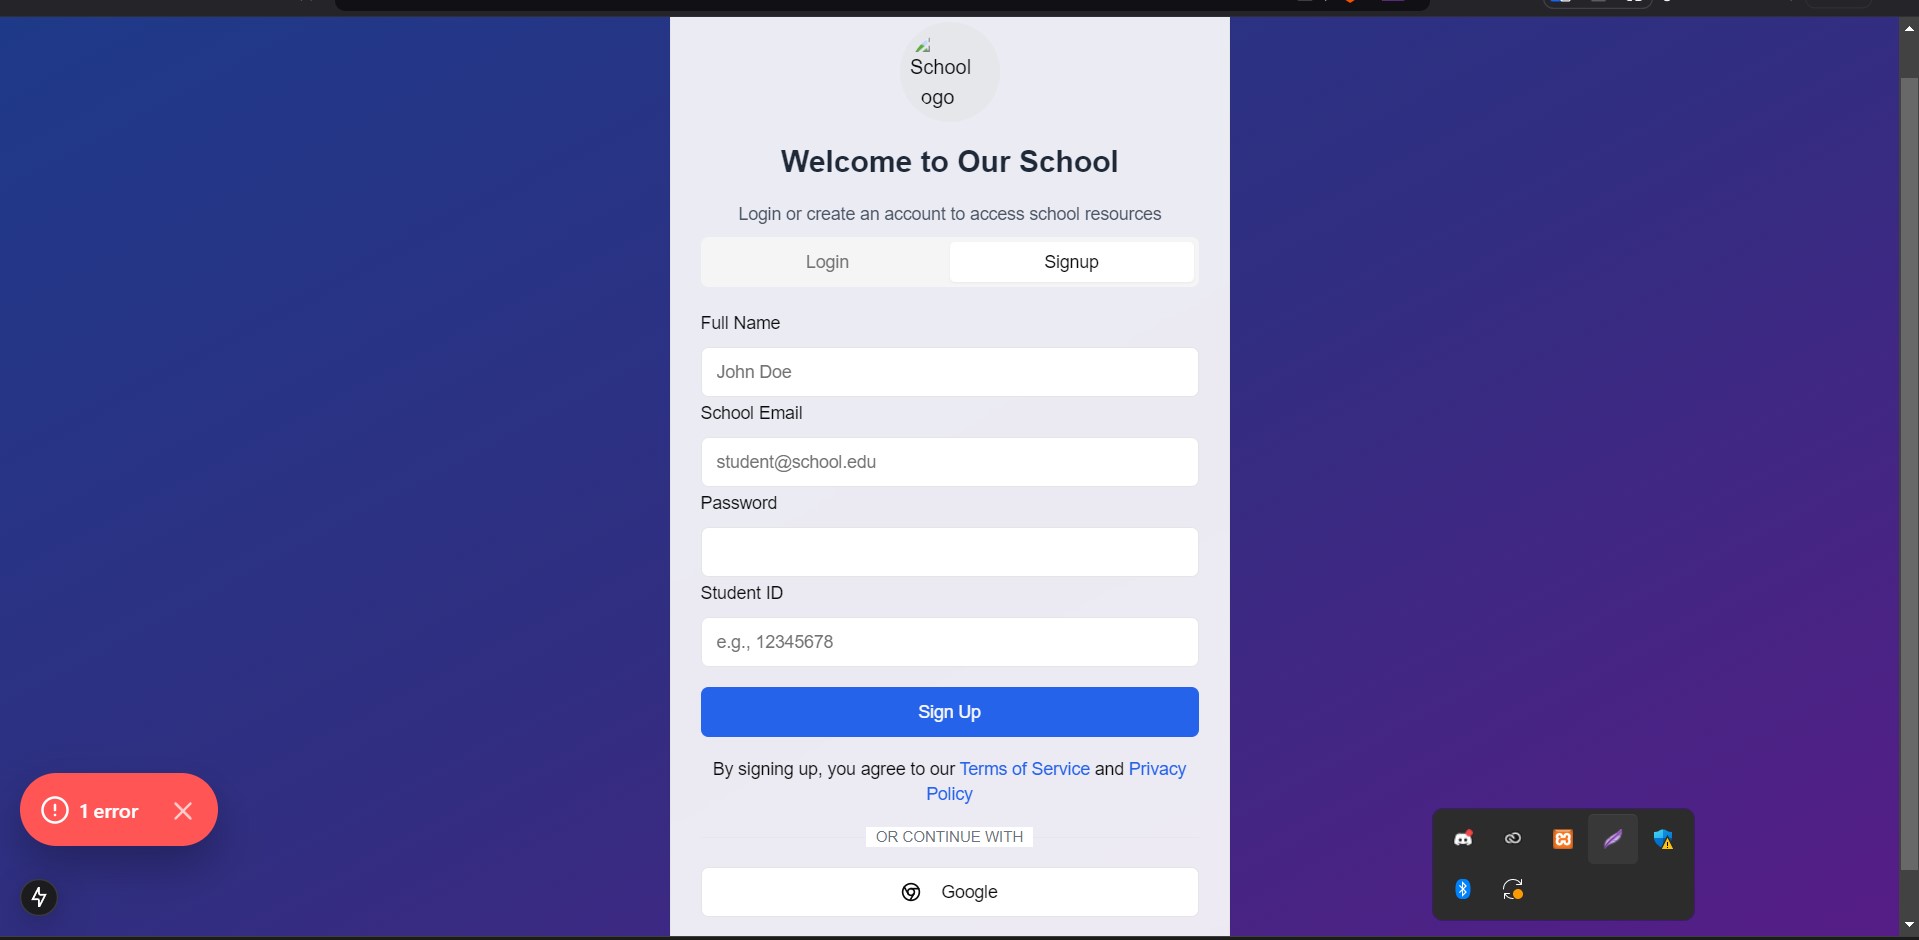 School
ogo
Welcome to Our School
Login or create an account to access school resources
Login
Signup
Full Name
John Doe
School Email
student@school.edu
Password
Student ID
e.g., 12345678
Sign Up
By signing up, you agree to our Terms of Service and Privacy
Policy
OR CONTINUE WITH
Google
1 error